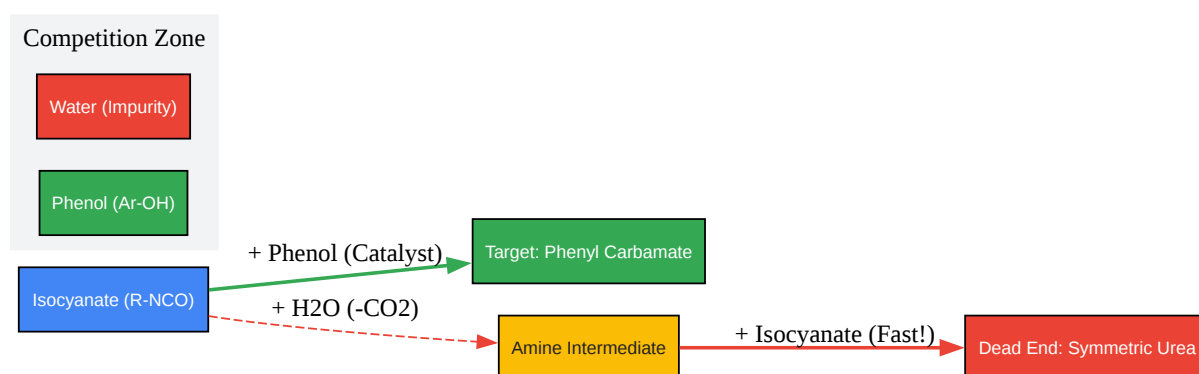 Competition Zone
Water (Impurity)
Phenol (Ar-OH)
Isocyanate (R-NCO)
+ Phenol (Catalyst)
Target: Phenyl Carbamate
+ H2O (-CO2)
Amine Intermediate
+ Isocyanate (Fast!)
Dead End: Symmetric Urea